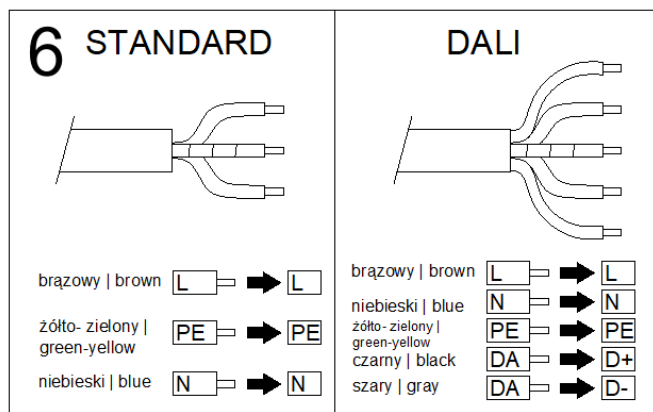 6 STANDARD
brązowy | brown L L
żółto- zielony |
green-yellow PE PE
niebieski | blue N N
DALI
brązowy | brown L L
niebieski | blue N N
żółto- zielony |
green-yellow PE PE
czarny | black DA D+
szary | gray DA D-